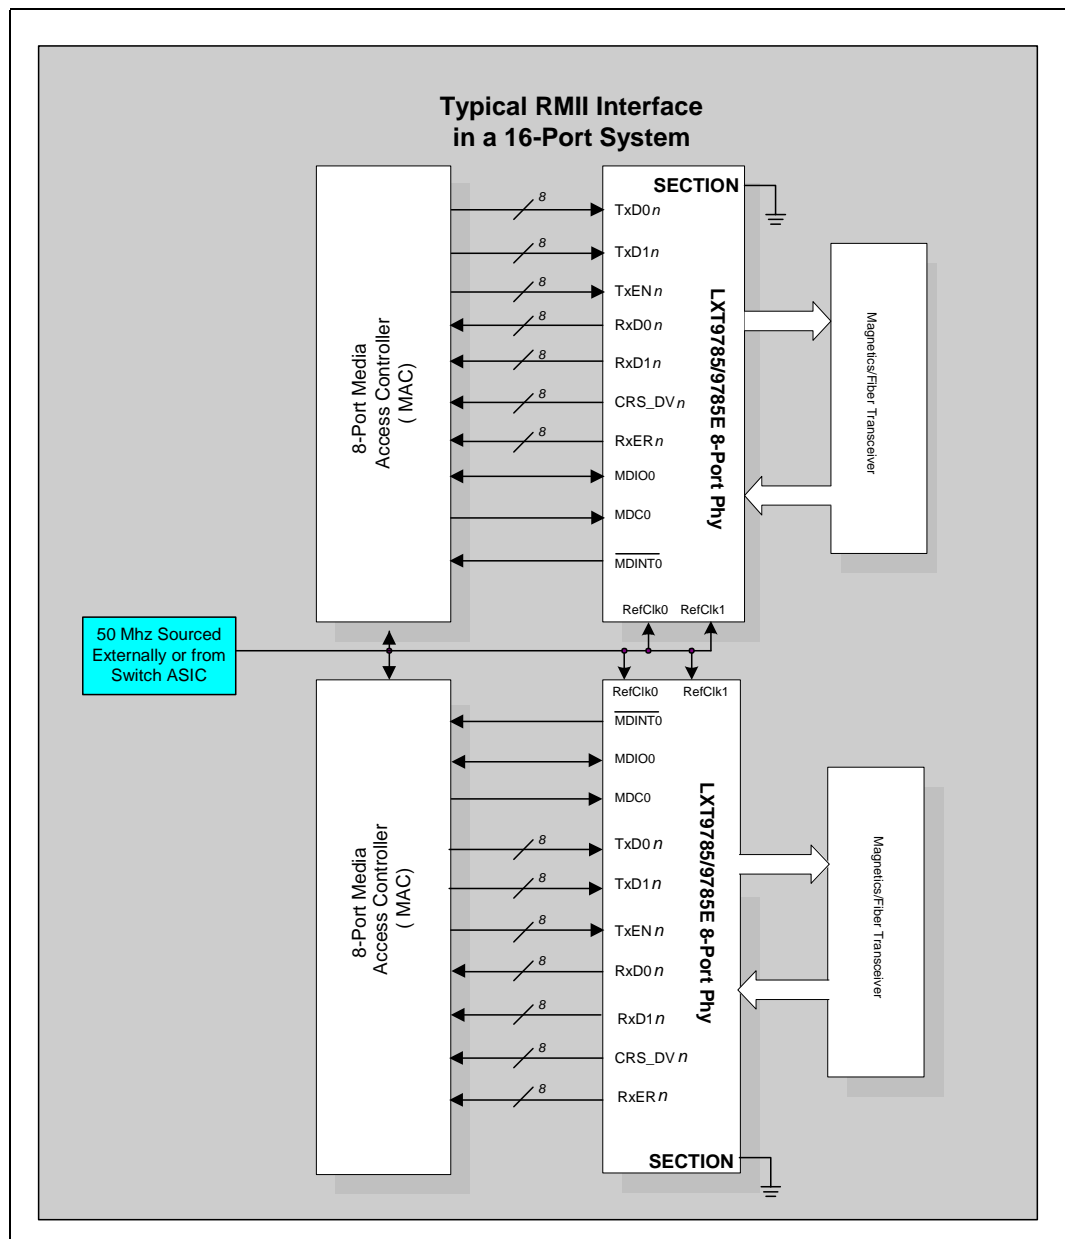 Typical RMII Interface
in a 16-Port System
8-Port Media
Access Controller
( MAC)
8
8
8
8
8
8
8
SECTION
TxD0n
TxD1n
TxENn
RxD0n
RxD1n
CRS_DVn
RxERn
MDIO0
MDC0
MDINT0
RefClk0 RefClk1
LXT9785/9785E 8-Port Phy
Magnetics/Fiber Transceiver
50 Mhz Sourced
Externally or from
Switch ASIC
8-Port Media
Access Controller
( MAC)
8
8
8
8
8
8
8
RefClk0 RefClk1
MDINT0
MDIO0
MDC0
TxD0n
TxD1n
TxENn
RxD0n
RxD1n
CRS_DVn
RxERn
SECTION
LXT9785/9785E 8-Port Phy
Magnetics/Fiber Transceiver